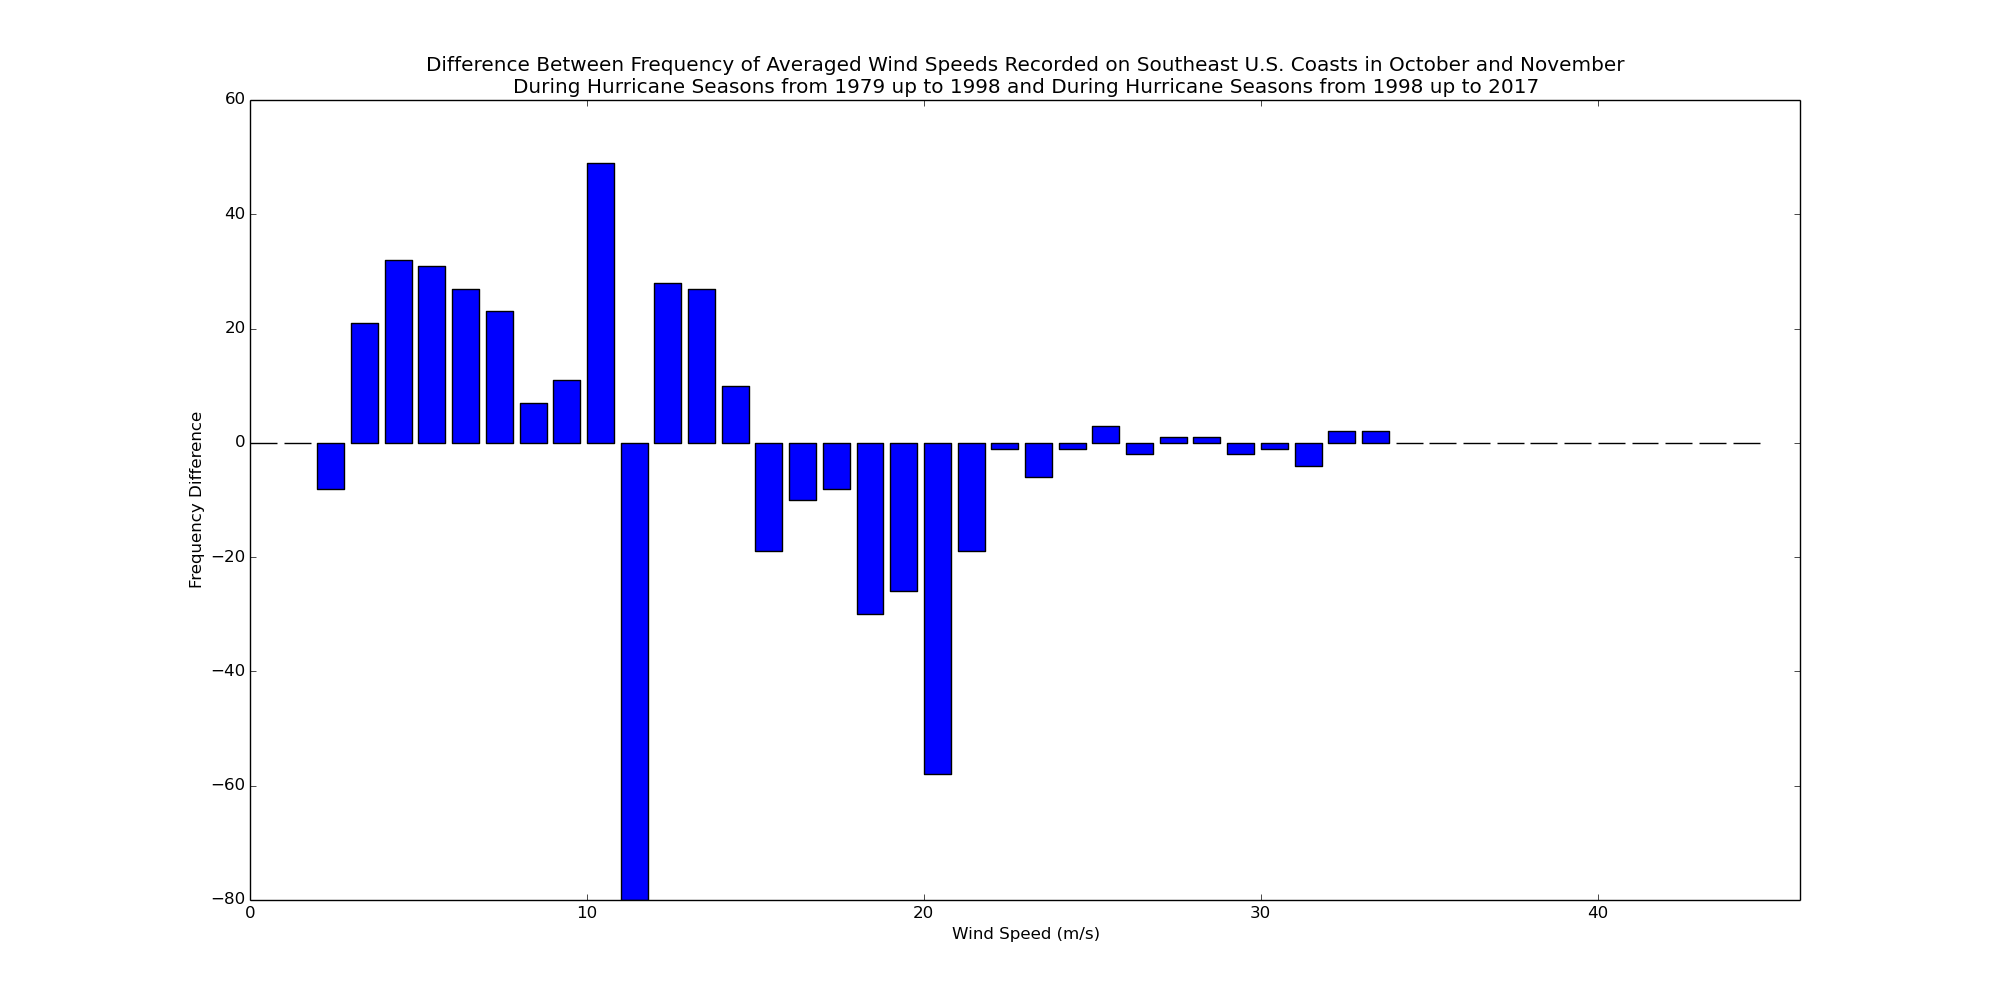 Difference Between Frequency of Averaged Wind Speeds Recorded on Southeast U.S. Coasts in October and November
During Hurricane Seasons from 1979 up to 1998 and During Hurricane Seasons from 1998 up to 2017
60
40
20
0
−20
−40
−60
−80
Frequency Difference
0 10 20 30 40
Wind Speed (m/s)